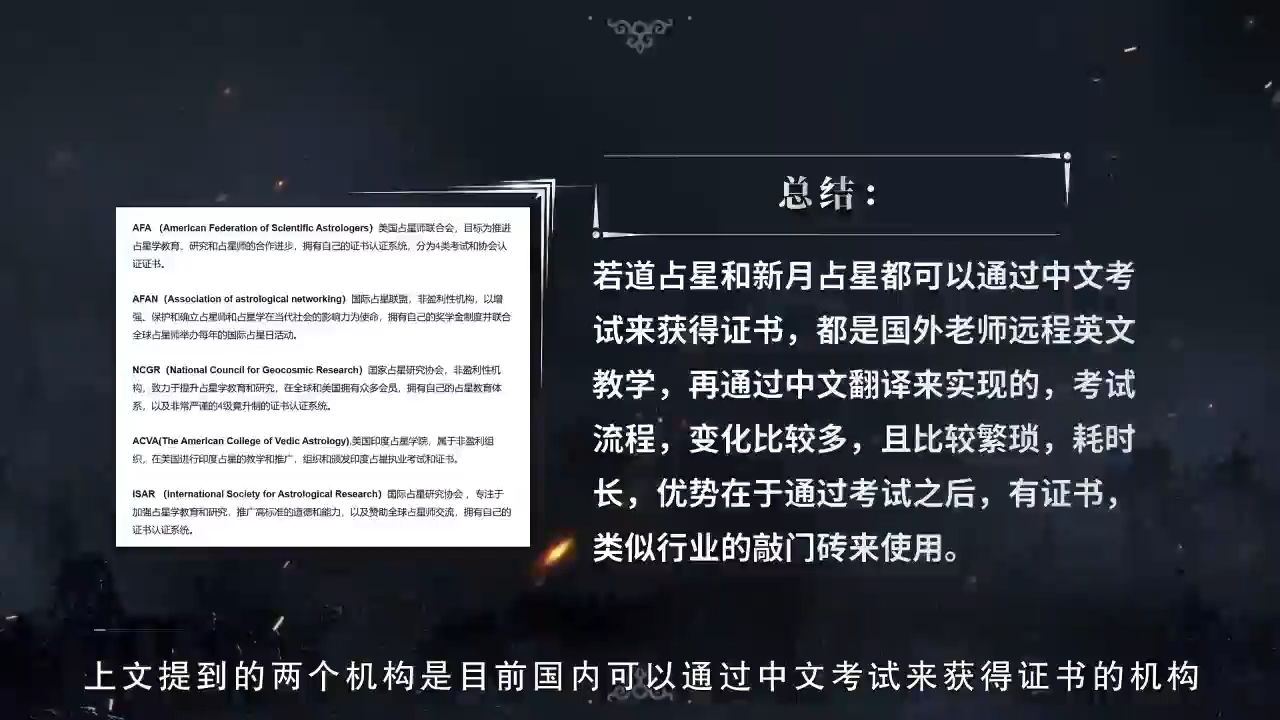 AFA （American Federation of Scientific Astrologers）美国占星师联合会，目标为推进
占星学教育，研究和占星师的合作进步，拥有自己的证书认证系统，分为4类考试和协会认
证证书。
AFAN（Association of astrological networking）国际占星联盟，非盈利性机构，以增
强、保护和确立占星师和占星学在当代社会的影响力为使命，拥有自己的奖学金制度并联合
全球占星师举办每年的国际占星日活动。
NCGR（National Council for Geocosmic Research）国家占星研究协会，非盈利性机
构，致力于提升占星学教育和研究，在全球和美国拥有众多会员，拥有自己的占星教育体
系，以及非常严谨的4级竟升制的证书认证系统。
ACVA(The American College of Vedic Astrology),美国印度占星学院，属于非盈利组
织，在美国进行印度占星的教学和推广，组织和颁发印度占星执业考试和证书。
ISAR （International Society for Astrological Research）国际占星研究协会 ，专注于
加强占星学教育和研究，推广高标准的道德和能力，以及赞助全球占星师交流，拥有自己的
证书认证系统。
总结：
若道占星和新月占星都可以通过中文考
试来获得证书，都是国外老师远程英文
教学，再通过中文翻译来实现的，考试
流程，变化比较多，且比较繁琐，耗时
长，优势在于通过考试之后，有证书，
类似行业的敲门砖来使用。
上文提到的两个机构是目前国内可以通过中文考试来获得证书的机构